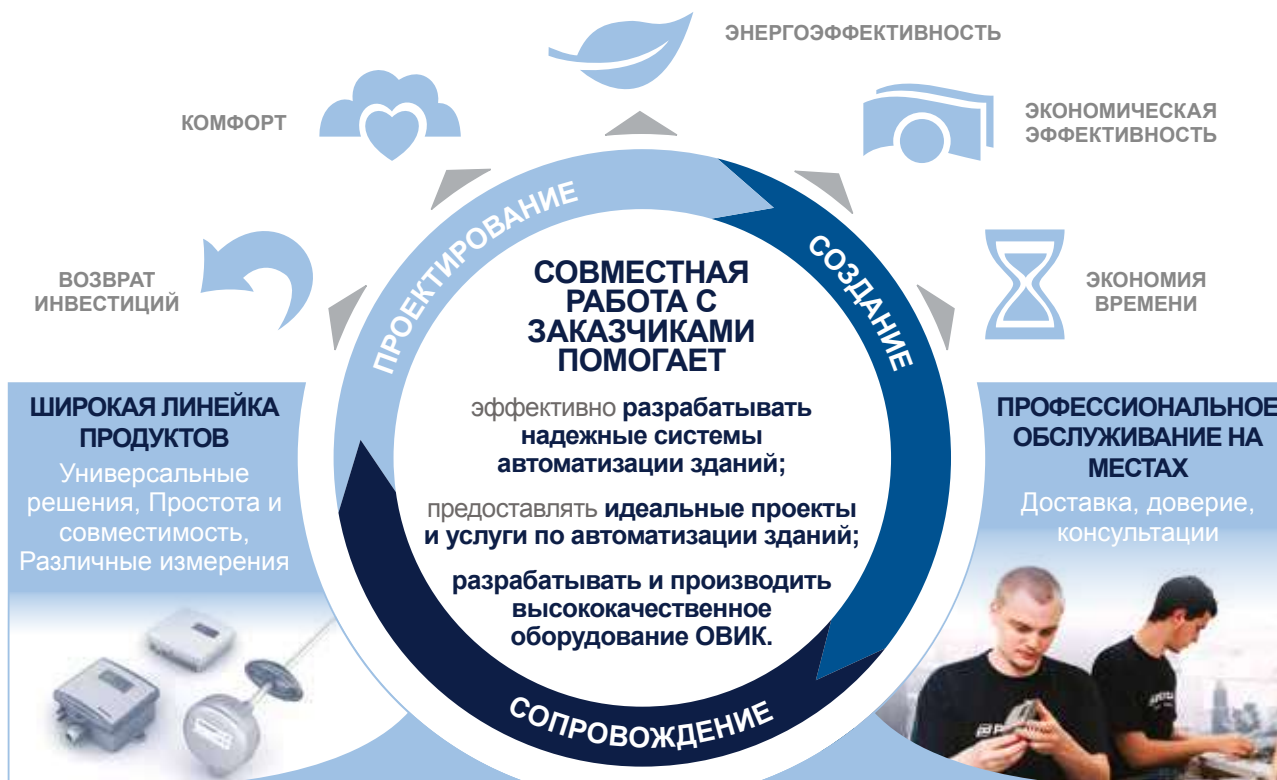 ЭНЕРГОЭФФЕКТИВНОСТЬ
КОМФОРТ
ЭКОНОМИЧЕСКАЯ
ЭФФЕКТИВНОСТЬ
ВОЗВРАТ
ИНВЕСТИЦИЙ
ЭКОНОМИЯ
ВРЕМЕНИ
ПРОЕКТИРОВАНИЕ
СОЗДАНИЕ
СОПРОВОЖДЕНИЕ
СОВМЕСТНАЯ
РАБОТА С
ЗАКАЗЧИКАМИ
ПОМОГАЕТ
эффективно разрабатывать
надежные системы
автоматизации зданий;
предоставлять идеальные проекты
и услуги по автоматизации зданий;
разрабатывать и производить
высококачественное
оборудование ОВИК.
ШИРОКАЯ ЛИНЕЙКА
ПРОДУКТОВ
Универсальные
решения, Простота и
совместимость,
Различные измерения
ПРОФЕССИОНАЛЬНОЕ
ОБСЛУЖИВАНИЕ НА
МЕСТАХ
Доставка, доверие,
консультации